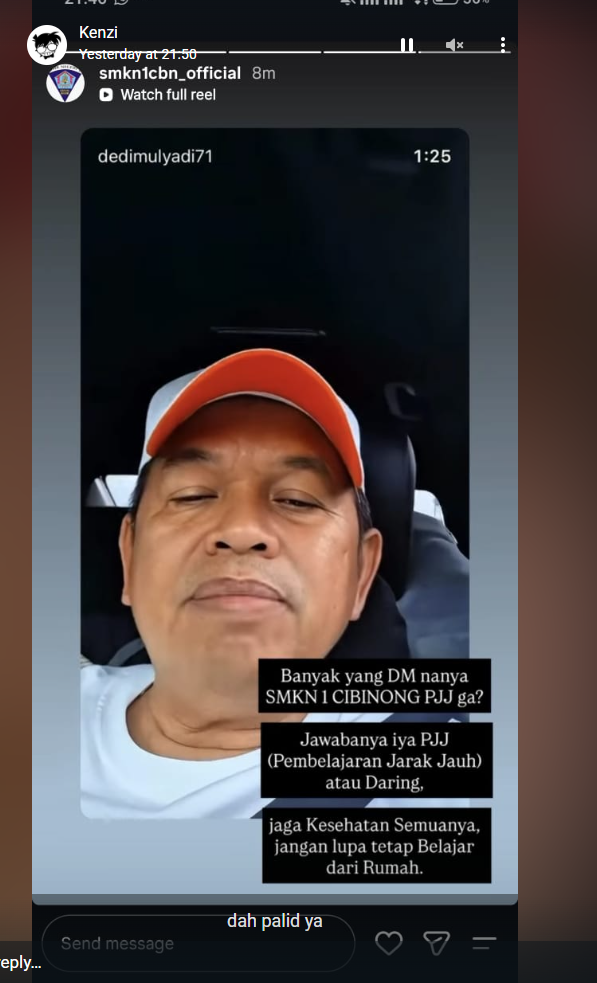 Kenzi
Yesterday at 21:50
smkn1cbn_official 8m
Watch full reel
dedimulyadi71
1:25
Banyak yang DM nanya
SMKN 1 CIBINONG PJJ ga?
Jawabanya iya PJJ
(Pembelajaran Jarak Jauh)
atau Daring,
jaga Kesehatan Semuanya,
jangan lupa tetap Belajar
dari Rumah.
dah palid ya
Send message
eply...